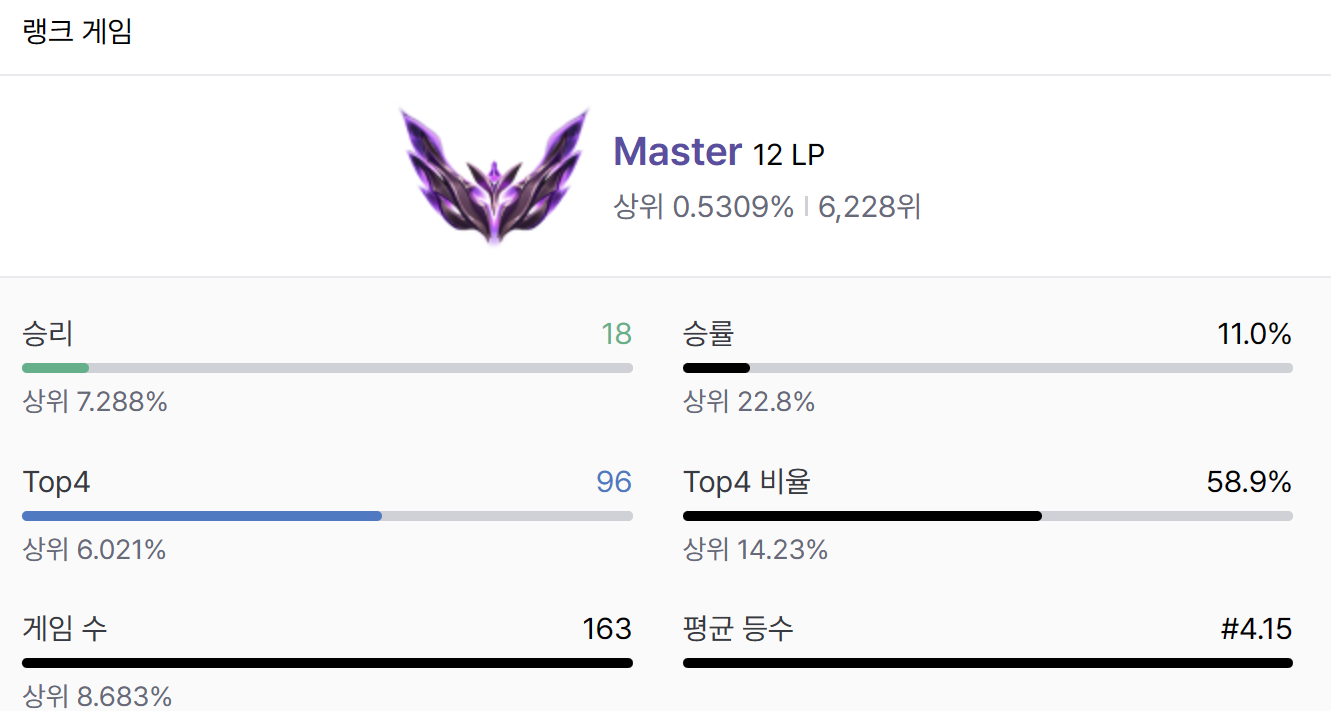 랭크 게임
Master 12 LP
상위 0.5309% | 6,228위
승리 18
상위 7.288%
승률 11.0%
상위 22.8%
Top4 96
상위 6.021%
Top4 비율 58.9%
상위 14.23%
게임 수 163
상위 8.683%
평균 등수 #4.15